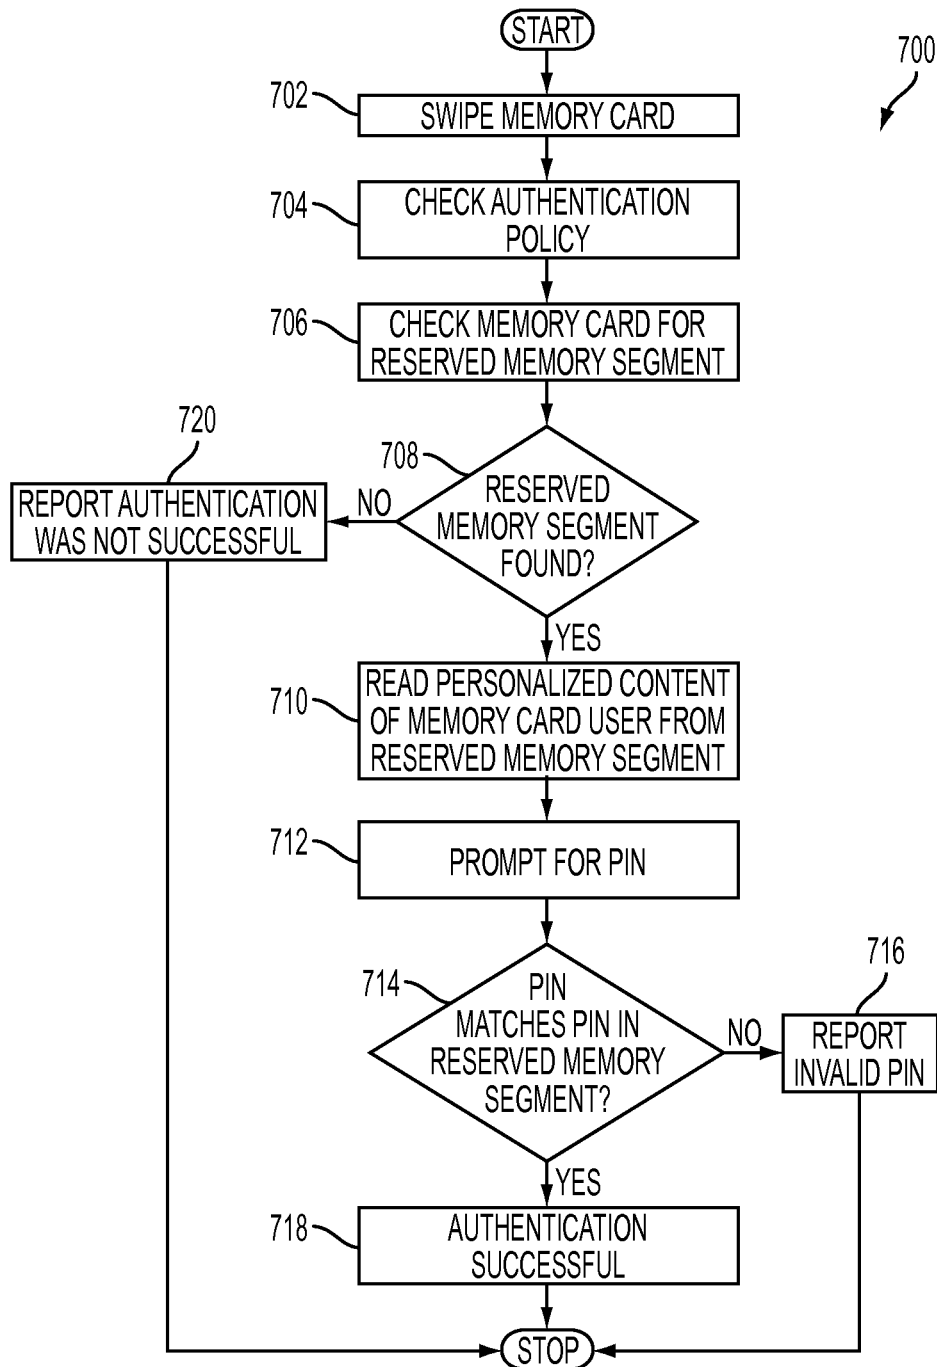 START
700
702
SWIPE MEMORY CARD
704
CHECK AUTHENTICATION
POLICY
706
CHECK MEMORY CARD FOR
RESERVED MEMORY SEGMENT
720
REPORT AUTHENTICATION
WAS NOT SUCCESSFUL
NO
708
RESERVED
MEMORY SEGMENT
FOUND?
YES
710
READ PERSONALIZED CONTENT
OF MEMORY CARD USER FROM
RESERVED MEMORY SEGMENT
712
PROMPT FOR PIN
714
PIN
MATCHES PIN IN
RESERVED MEMORY
SEGMENT?
NO
716
REPORT
INVALID PIN
YES
718
AUTHENTICATION
SUCCESSFUL
STOP